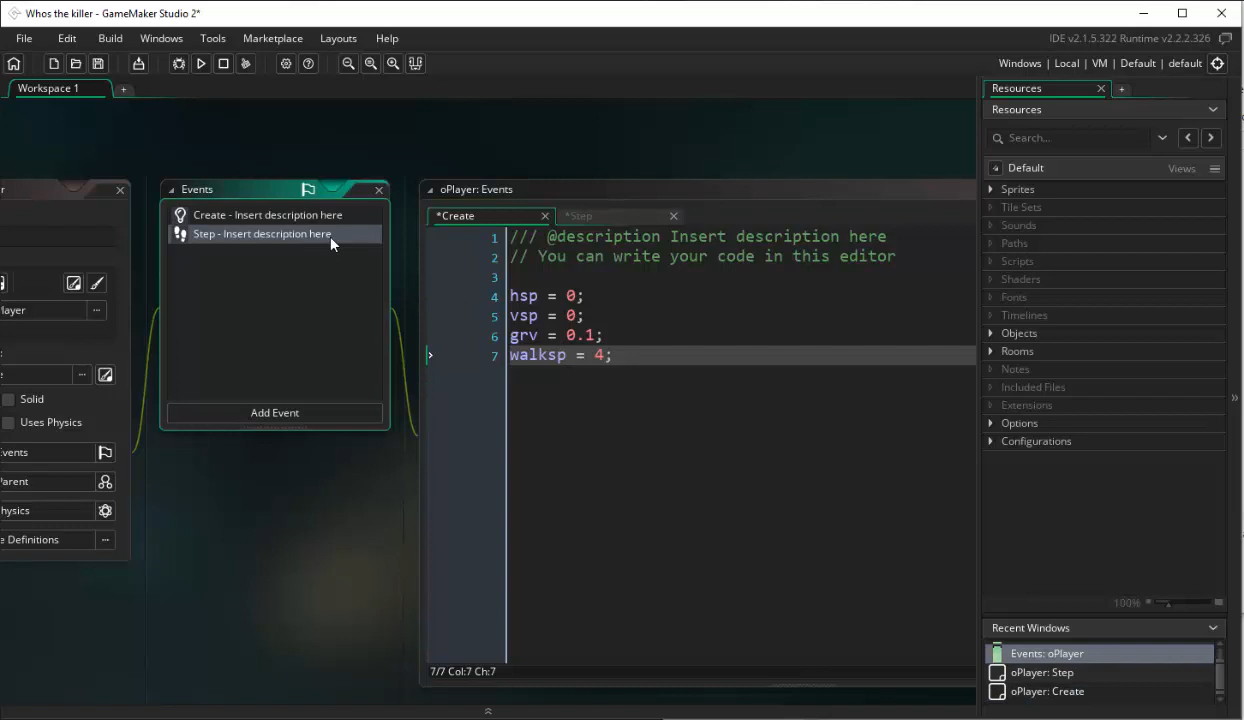 Whos the killer - GameMaker Studio 2*
File Edit Build Windows Tools Marketplace Layouts Help
IDE v2.1.5.322 Runtime v2.2.2.326
Windows | Local | VM | Default | default
Workspace 1
+
Resources
+
Resources
Search...
Default Views
Sprites
Tile Sets
Sounds
Paths
Scripts
Shaders
Fonts
Timelines
Objects
Rooms
Notes
Included Files
Extensions
Options
Configurations
100%
Recent Windows
Events: oPlayer
oPlayer: Step
oPlayer: Create
r
layer ...
:
e ...
Solid
Uses Physics
vents
arent
hysics
e Definitions ...
Events
Create - Insert description here
Step - Insert description here
Add Event
oPlayer: Events
*Create *Step
1 /// @description Insert description here
2 // You can write your code in this editor
3
4 hsp = 0;
5 vsp = 0;
6 grv = 0.1;
7 walksp = 4;
7/7 Col:7 Ch:7